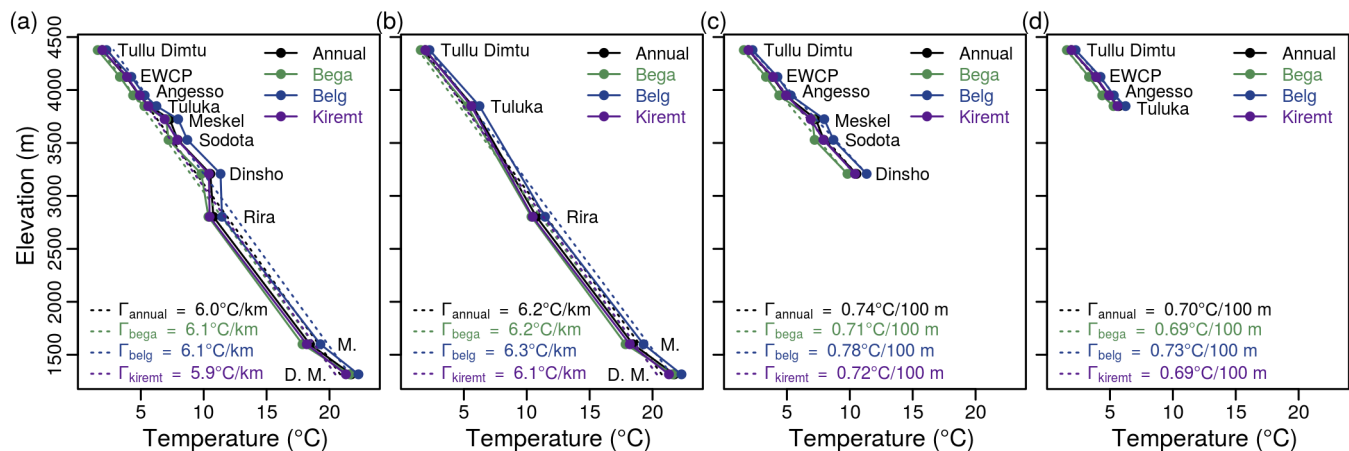 (a)
(b)
(c)
(d)
Elevation (m)
4500
4000
3500
3000
2500
2000
1500
Tullu Dimtu
EWCP
Angesso
Tuluka
Meskel
Sodota
Dinsho
Rira
M.
D. M.
Annual
Bega
Belg
Kiremt
Γannual = 6.0°C/km
Γbega = 6.1°C/km
Γbelg = 6.1°C/km
Γkiremt = 5.9°C/km
5 10 15 20
Temperature (°C)
Tullu Dimtu
Tuluka
Rira
M.
D. M.
Annual
Bega
Belg
Kiremt
Γannual = 6.2°C/km
Γbega = 6.2°C/km
Γbelg = 6.3°C/km
Γkiremt = 6.1°C/km
5 10 15 20
Temperature (°C)
Tullu Dimtu
EWCP
Angesso
Meskel
Sodota
Dinsho
Annual
Bega
Belg
Kiremt
Γannual = 0.74°C/100 m
Γbega = 0.71°C/100 m
Γbelg = 0.78°C/100 m
Γkiremt = 0.72°C/100 m
5 10 15 20
Temperature (°C)
Tullu Dimtu
EWCP
Angesso
Tuluka
Annual
Bega
Belg
Kiremt
Γannual = 0.70°C/100 m
Γbega = 0.69°C/100 m
Γbelg = 0.73°C/100 m
Γkiremt = 0.69°C/100 m
5 10 15 20
Temperature (°C)